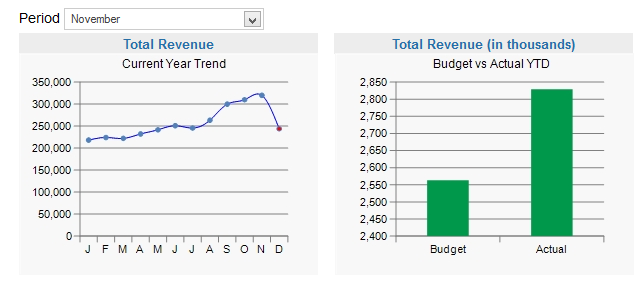 Period November
Total Revenue
Current Year Trend
350,000
300,000
250,000
200,000
150,000
100,000
50,000
0
J F M A M J J A S O N D
Total Revenue (in thousands)
Budget vs Actual YTD
2,850
2,800
2,750
2,700
2,650
2,600
2,550
2,500
2,450
2,400
Budget Actual